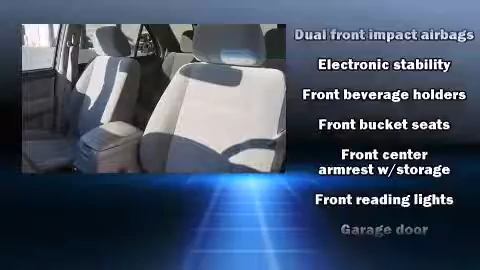 Dual front impact airbags
Electronic stability
Front beverage holders
Front bucket seats
Front center
armrest w/storage
Front reading lights
Garage door